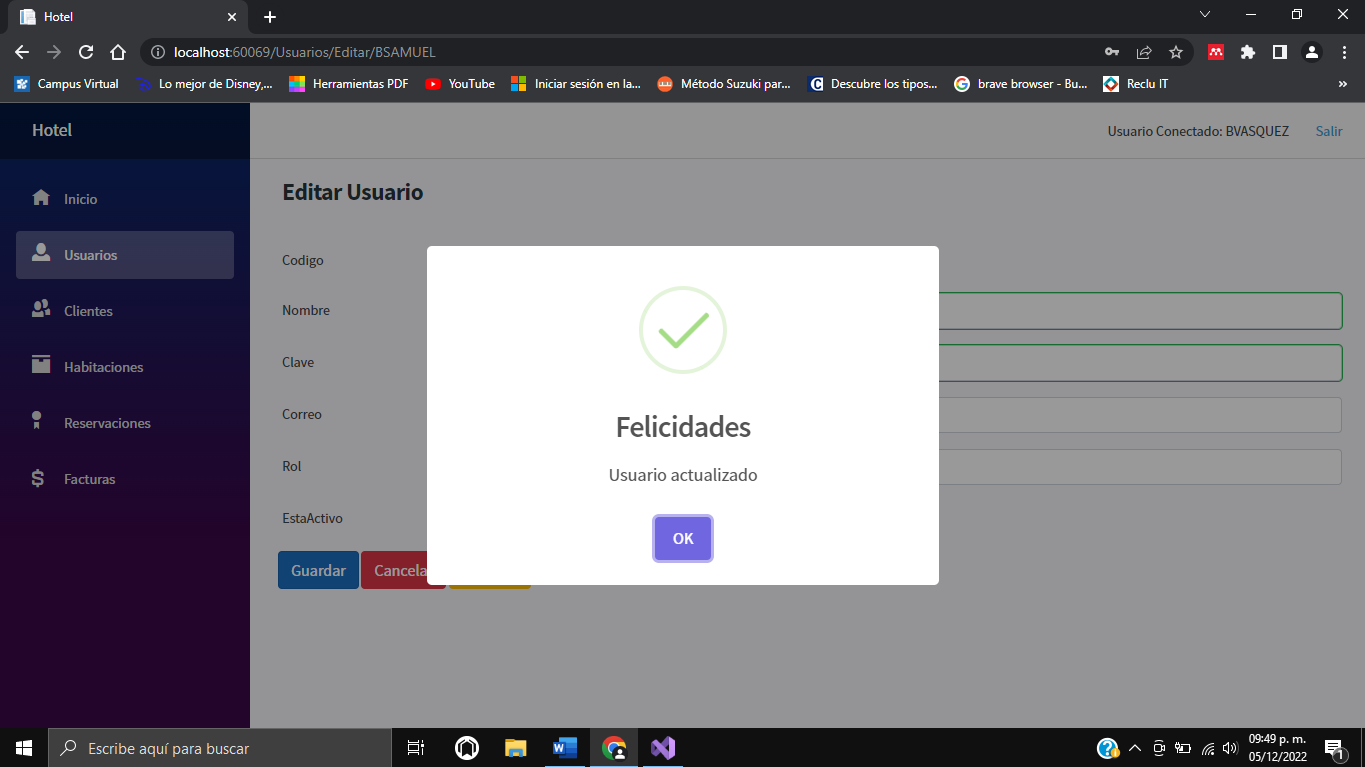 Hotel
localhost:60069/Usuarios/Editar/BSAMUEL
Campus Virtual Lo mejor de Disney,... Herramientas PDF YouTube Iniciar sesión en la... Método Suzuki par... Descubre los tipos... brave browser - Bu... Reclu IT »
Hotel
Usuario Conectado: BVASQUEZ Salir
Inicio
Usuarios
Clientes
Habitaciones
Reservaciones
Facturas
Editar Usuario
Codigo
Nombre
Clave
Correo
Rol
EstaActivo
Guardar Cancela
Felicidades
Usuario actualizado
OK
Escribe aquí para buscar
09:49 p. m.
05/12/2022
1